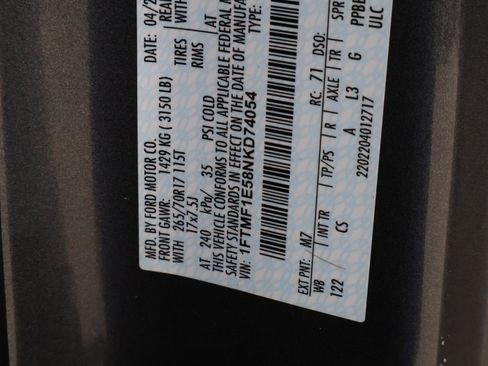 MFD. BY FORD MOTOR CO. DATE: 04/2
FRONT GAWR: 1429 KG ( 3150 LB) REA
WITH 265/70R17 115T TIRES WITH
17x7.5J RIMS
AT 240 kPa/ 35 PSI COLD AT
THIS VEHICLE CONFORMS TO ALL APPLICABLE FEDERAL M
SAFETY STANDARDS IN EFFECT ON THE DATE OF MANUFA
VIN: 1FTMF1E58NKD74054 TYPE:
EXT PNT: M7 RC: 71 DSO:
WB INT TR TP/PS R AXLE TR SPR
122 CS A L3 G PPBB
2202204012717 ULC